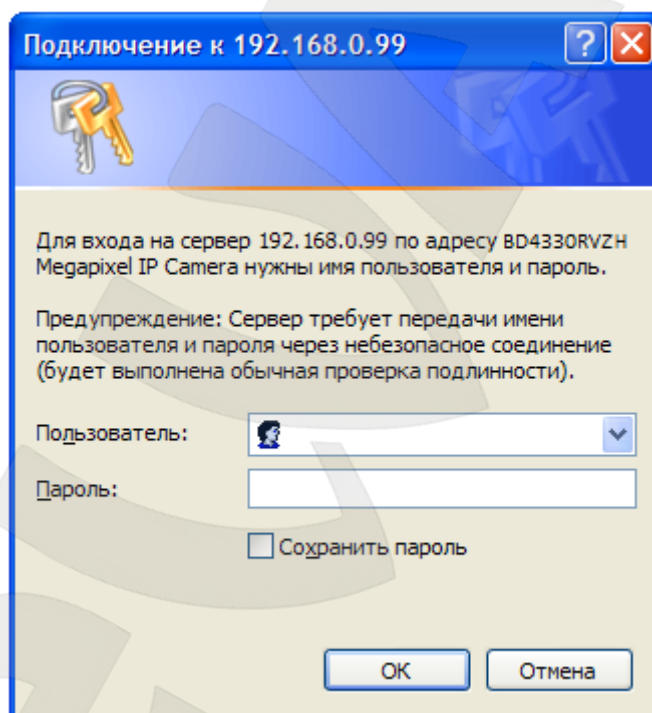 Подключение к 192.168.0.99
Для входа на сервер 192.168.0.99 по адресу BD4330RVZH
Megapixel IP Camera нужны имя пользователя и пароль.
Предупреждение: Сервер требует передачи имени
пользователя и пароля через небезопасное соединение
(будет выполнена обычная проверка подлинности).
Пользователь:
Пароль:
Сохранить пароль
ОК
Отмена